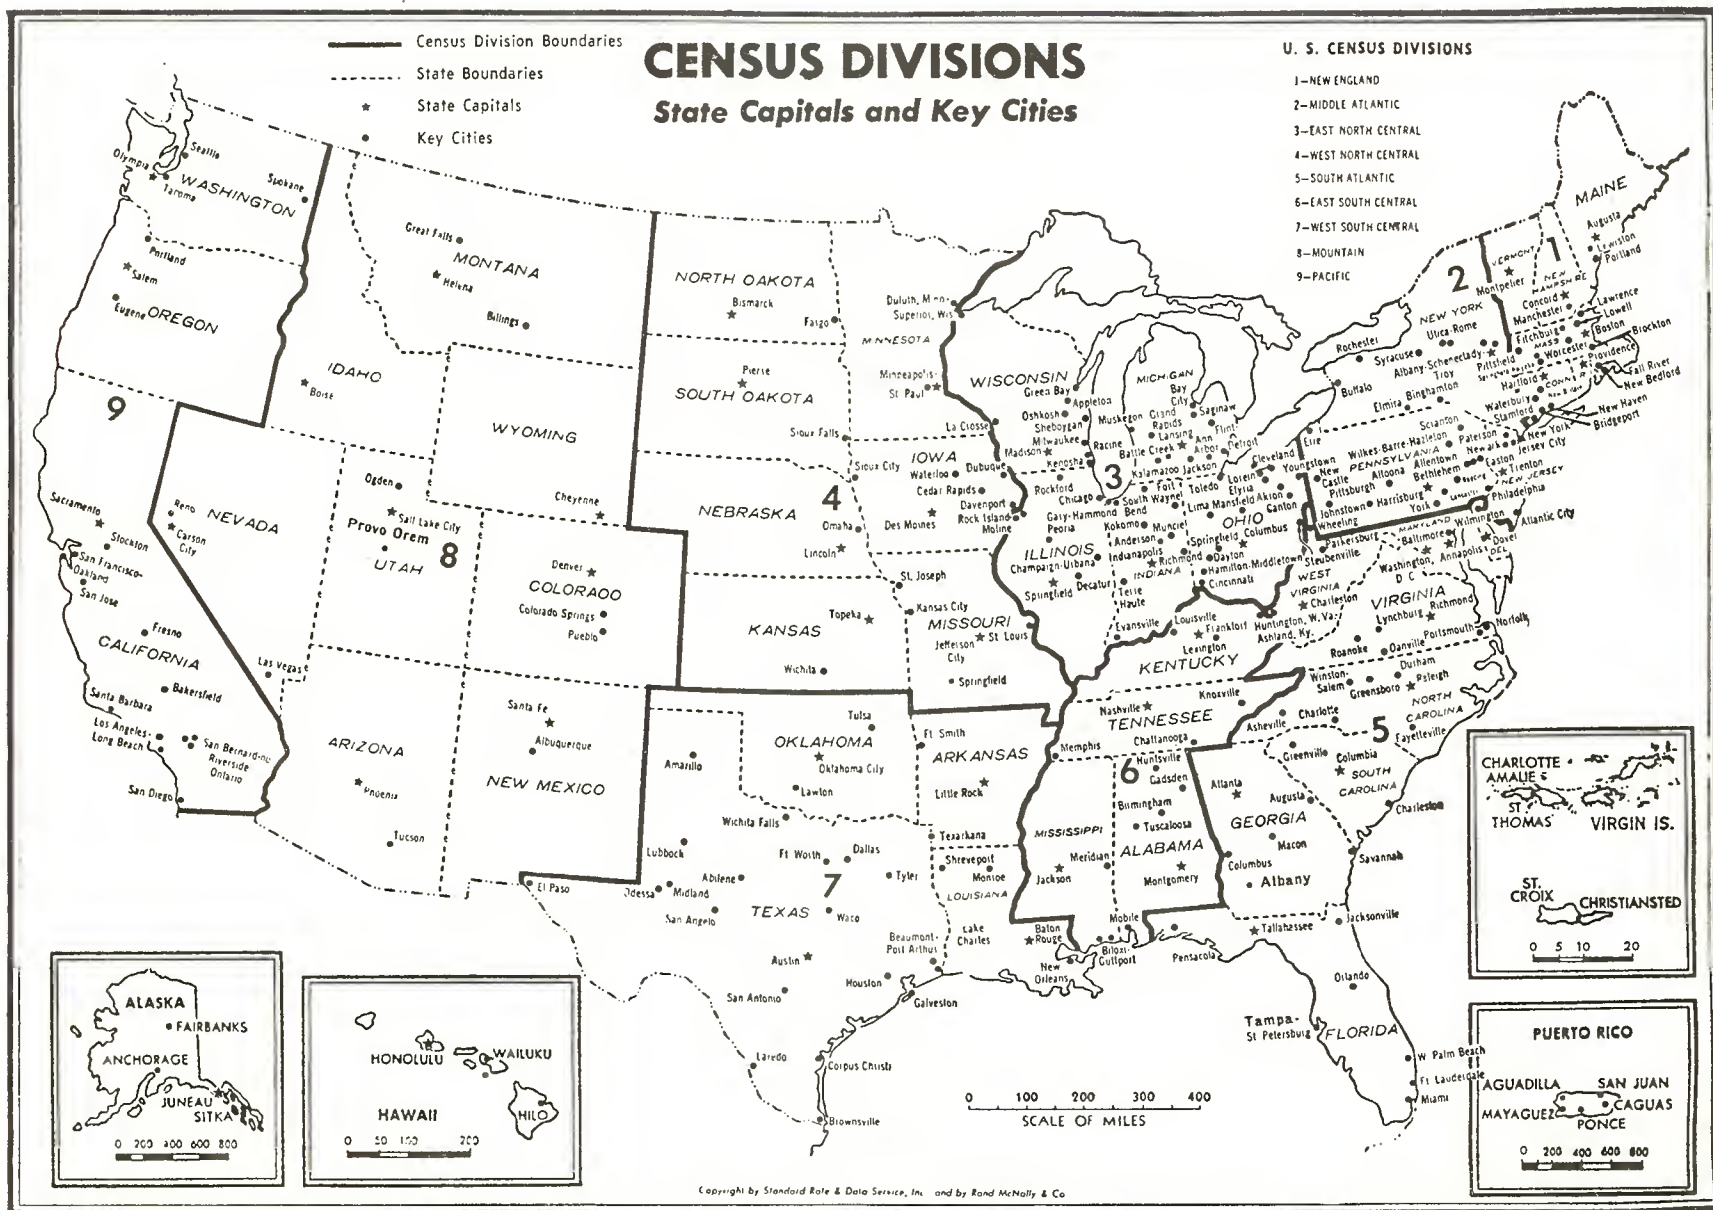 Census Division Boundaries
State Boundaries
State Capitals
Key Cities
CENSUS DIVISIONS
State Capitals and Key Cities
U. S. CENSUS DIVISIONS
1—NEW ENGLAND
2—MIDDLE ATLANTIC
3—EAST NORTH CENTRAL
4—WEST NORTH CENTRAL
5—SOUTH ATLANTIC
6—EAST SOUTH CENTRAL
7—WEST SOUTH CENTRAL
8—MOUNTAIN
9—PACIFIC
Seattle
Olympia
Tacoma
Spokane
WASHINGTON
Portland
Salem
Eugene
OREGON
9
Sacramento
Stockton
San Francisco-
Oakland
San Jose
Fresno
CALIFORNIA
Bakersfield
Santa Barbara
Los Angeles-
Long Beach
Riverside
Ontario
San Diego
Reno
NEVADA
Carson
City
Las Vegas
IDAHO
Boise
Great Falls
MONTANA
Helena
Billings
WYOMING
Cheyenne
Ogden
Salt Lake City
Provo Orem
8
UTAH
Denver
COLORADO
Colorado Springs
Pueblo
ARIZONA
Phoenix
Tucson
Santa Fe
Albuquerque
NEW MEXICO
NORTH DAKOTA
Bismarck
Fargo
Pierre
SOUTH DAKOTA
Sioux Falls
NEBRASKA
4
Omaha
Lincoln
KANSAS
Topeka
Wichita
Duluth, Minn-
Superior, Wis
MINNESOTA
Minneapolis-
St Paul
IOWA
Sioux City
Waterloo
Dubuque
Cedar Rapids
Davenport
Rock Island
Moline
Des Moines
St. Joseph
Kansas City
MISSOURI
Jefferson
City
St Louis
Springfield
Tulsa
OKLAHOMA
Oklahoma City
Lawton
Ft Smith
ARKANSAS
Little Rock
Texarkana
Amarillo
Wichita Falls
Lubbock
Ft Worth
Dallas
Abilene
7
Tyler
El Paso
Odessa
Midland
San Angelo
TEXAS
Waco
Austin
Beaumont-
Port Arthur
Houston
San Antonio
Galveston
Laredo
Corpus Christi
Brownsville
Shreveport
Monroe
LOUISIANA
Lake
Charles
Baton
Rouge
New
Orleans
WISCONSIN
Green Bay
Appleton
Oshkosh
Sheboygan
La Crosse
Milwaukee
Madison
Racine
Kenosha
MICHIGAN
Bay
City
Muskegon
Grand
Rapids
Saginaw
Lansing
Flint
Battle Creek
Ann
Arbor
Detroit
Kalamazoo
Jackson
3
Rockford
Chicago
Peoria
ILLINOIS
Champaign-Urbana
Springfield
Decatur
Gary-Hammond
South
Bend
Fort
Wayne
Kokomo
Muncie
Anderson
Indianapolis
Richmond
INDIANA
Terre
Haute
Evansville
Toledo
Lorain
Elyria
Cleveland
Youngstown
Lima
Mansfield
Akron
Canton
OHIO
Springfield
Columbus
Dayton
Hamilton-Middletown
Cincinnati
Steubenville
Louisville
Frankfort
Lexington
KENTUCKY
Huntington, W. Va-
Ashland, Ky.
Nashville
Knoxville
TENNESSEE
Memphis
Chattanooga
6
Huntsville
Gadsden
Birmingham
Tuscaloosa
ALABAMA
Montgomery
Mobile
MISSISSIPPI
Meridian
Jackson
Biloxi-
Gulfport
MAINE
Augusta
Lewiston
Portland
1
VERMONT
Montpelier
NEW
HAMPSHIRE
Concord
Manchester
Lawrence
Lowell
Boston
Brockton
Fitchburg
MASS
Worcester
Providence
Pittsfield
Fall River
New Bedford
Hartford
CONN
Waterbury
Stamford
New Haven
Bridgeport
2
NEW YORK
Utica-Rome
Rochester
Syracuse
Albany-Schenectady-
Troy
Buffalo
Elmira
Binghamton
Erie
Scranton
Wilkes-Barre-Hazleton
New
Castle
PENNSYLVANIA
Pittsburgh
Altoona
Allentown
Bethlehem
Easton
Johnstown
Harrisburg
York
Philadelphia
Paterson
Newark
New York
Jersey City
Trenton
NEW JERSEY
Atlantic City
Wheeling
Parkersburg
WEST
VIRGINIA
Charleston
MARYLAND
Baltimore
Wilmington
Annapolis
Dover
DEL
Washington,
D C
VIRGINIA
Richmond
Lynchburg
Portsmouth
Norfolk
Roanoke
Danville
Winston-
Salem
Durham
Greensboro
Raleigh
NORTH
CAROLINA
Asheville
Charlotte
Fayetteville
5
Greenville
Columbia
SOUTH
CAROLINA
Charleston
Atlanta
Augusta
GEORGIA
Macon
Columbus
Savannah
Albany
Jacksonville
Tallahassee
Pensacola
Orlando
Tampa-
St Petersburg
FLORIDA
W Palm Beach
Ft Lauderdale
Miami
ALASKA
FAIRBANKS
ANCHORAGE
JUNEAU
SITKA
0 200 400 600 800
HONOLULU
WAILUKU
HAWAII
HILO
0 50 100 200
0 100 200 300 400
SCALE OF MILES
CHARLOTTE
AMALIE
ST
THOMAS
VIRGIN IS.
ST.
CROIX
CHRISTIANSTED
0 5 10 20
PUERTO RICO
AGUADILLA
SAN JUAN
MAYAGUEZ
CAGUAS
PONCE
0 200 400 600 800
Copyright by Standard Rate & Data Service, Inc and by Rand McNally & Co